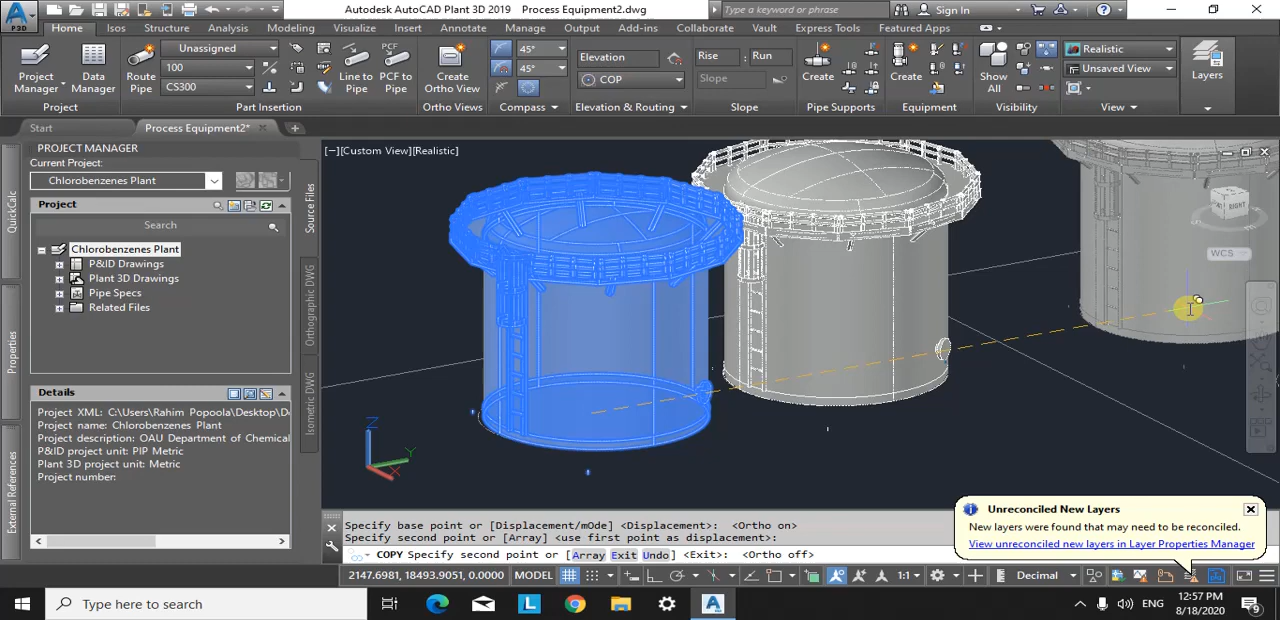 Autodesk AutoCAD Plant 3D 2019 Process Equipment2.dwg
Type a keyword or phrase
Sign In
P3D
Home Isos Structure Analysis Modeling Visualize Insert Annotate Manage Output Add-ins Collaborate Vault Express Tools Featured Apps
Project Manager
Data Manager
Project
Route Pipe
Unassigned
100
CS300
Line to Pipe
PCF to Pipe
Part Insertion
PCF
Create Ortho View
Ortho Views
45°
45°
Compass
Elevation
COP
Elevation & Routing
Rise : Run
Slope
Slope
Create
Pipe Supports
Create
Equipment
Show All
Visibility
Realistic
Unsaved View
View
Layers
Start
Process Equipment2*
PROJECT MANAGER
Current Project:
Chlorobenzenes Plant
Project
Search
Chlorobenzenes Plant
P&ID Drawings
Plant 3D Drawings
Pipe Specs
Related Files
Details
Project XML: C:\Users\Rahim Popoola\Desktop\De
Project name: Chlorobenzenes Plant
Project description: OAU Department of Chemical
P&ID project unit: PIP Metric
Plant 3D project unit: Metric
Project number:
QuickCalc
Properties
External References
Source Files
Orthographic DWG
Isometric DWG
[−][Custom View][Realistic]
RIGHT
WCS
Z
Y
X
Specify base point or [Displacement/mOde] <Displacement>: <Ortho on>
Specify second point or [Array] <use first point as displacement>:
COPY Specify second point or [Array Exit Undo] <Exit>: <Ortho off>
Unreconciled New Layers
New layers were found that may need to be reconciled.
View unreconciled new layers in Layer Properties Manager
2147.6981, 18493.9051, 0.0000 MODEL
1:1
Decimal
Type here to search
ENG
12:57 PM
8/18/2020
9